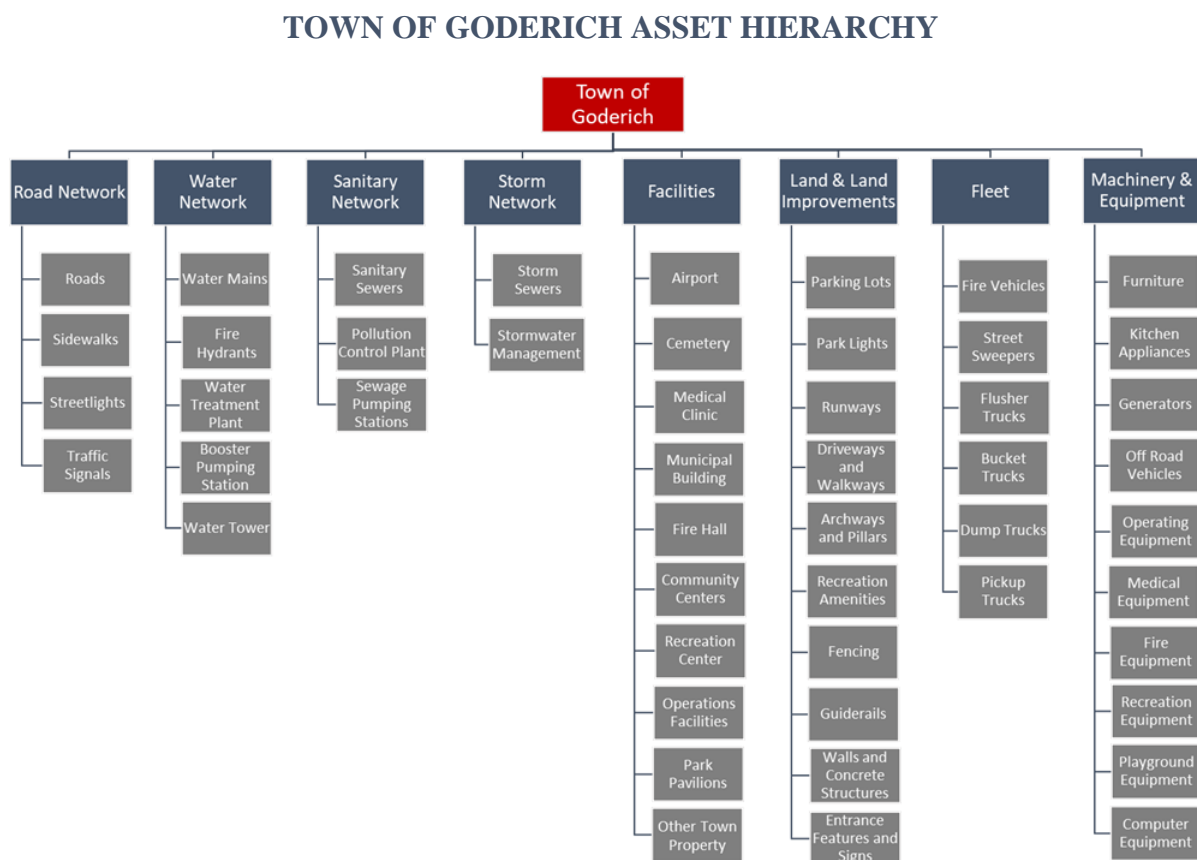 TOWN OF GODERICH ASSET HIERARCHY
Town of
Goderich
Road Network
Water
Network
Sanitary
Network
Storm
Network
Facilities
Land & Land
Improvements
Fleet
Machinery &
Equipment
Roads
Sidewalks
Streetlights
Traffic
Signals
Water Mains
Fire
Hydrants
Water
Treatment
Plant
Booster
Pumping
Station
Water Tower
Sanitary
Sewers
Pollution
Control Plant
Sewage
Pumping
Stations
Storm
Sewers
Stormwater
Management
Airport
Cemetery
Medical
Clinic
Municipal
Building
Fire Hall
Community
Centers
Recreation
Center
Operations
Facilities
Park
Pavilions
Other Town
Property
Parking Lots
Park Lights
Runways
Driveways
and
Walkways
Archways
and Pillars
Recreation
Amenities
Fencing
Guiderails
Walls and
Concrete
Structures
Entrance
Features and
Signs
Fire Vehicles
Street
Sweepers
Flusher
Trucks
Bucket
Trucks
Dump Trucks
Pickup
Trucks
Furniture
Kitchen
Appliances
Generators
Off Road
Vehicles
Operating
Equipment
Medical
Equipment
Fire
Equipment
Recreation
Equipment
Playground
Equipment
Computer
Equipment